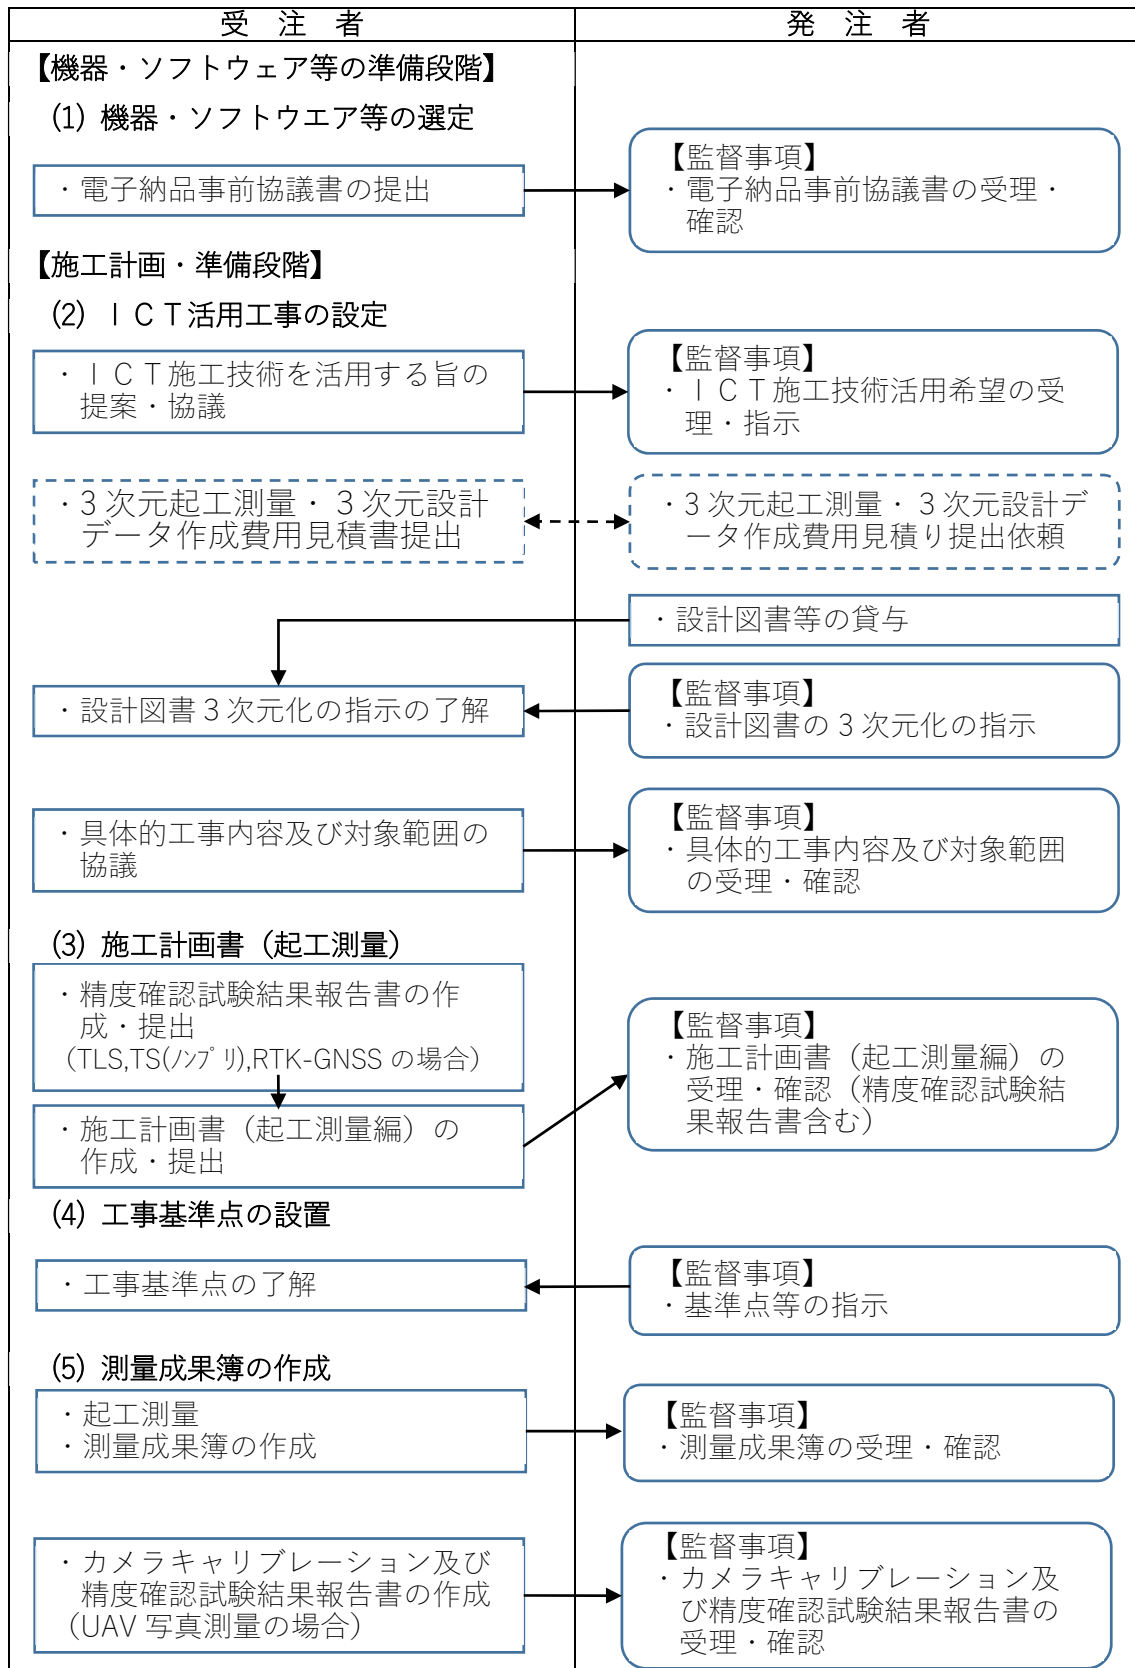 受　注　者
発　注　者
【機器・ソフトウェア等の準備段階】
(1) 機器・ソフトウエア等の選定
・電子納品事前協議書の提出
【監督事項】
・電子納品事前協議書の受理・
確認
【施工計画・準備段階】
(2) ＩＣＴ活用工事の設定
・ＩＣＴ施工技術を活用する旨の
提案・協議
【監督事項】
・ＩＣＴ施工技術活用希望の受
理・指示
・3 次元起工測量・３次元設計
データ作成費用見積書提出
・3 次元起工測量・３次元設計デ
ータ作成費用見積り提出依頼
・設計図書等の貸与
・設計図書３次元化の指示の了解
【監督事項】
・設計図書の 3 次元化の指示
・具体的工事内容及び対象範囲の
協議
【監督事項】
・具体的工事内容及び対象範囲
の受理・確認
(3) 施工計画書（起工測量）
・精度確認試験結果報告書の作
成・提出
(TLS,TS(ﾉﾝﾌﾟﾘ),RTK-GNSS の場合）
・施工計画書（起工測量編）の
作成・提出
【監督事項】
・施工計画書（起工測量編）の
受理・確認（精度確認試験結
果報告書含む）
(4) 工事基準点の設置
・工事基準点の了解
【監督事項】
・基準点等の指示
(5) 測量成果簿の作成
・起工測量
・測量成果簿の作成
【監督事項】
・測量成果簿の受理・確認
・カメラキャリブレーション及び
精度確認試験結果報告書の作成
（UAV 写真測量の場合）
【監督事項】
・カメラキャリブレーション及
び精度確認試験結果報告書の
受理・確認